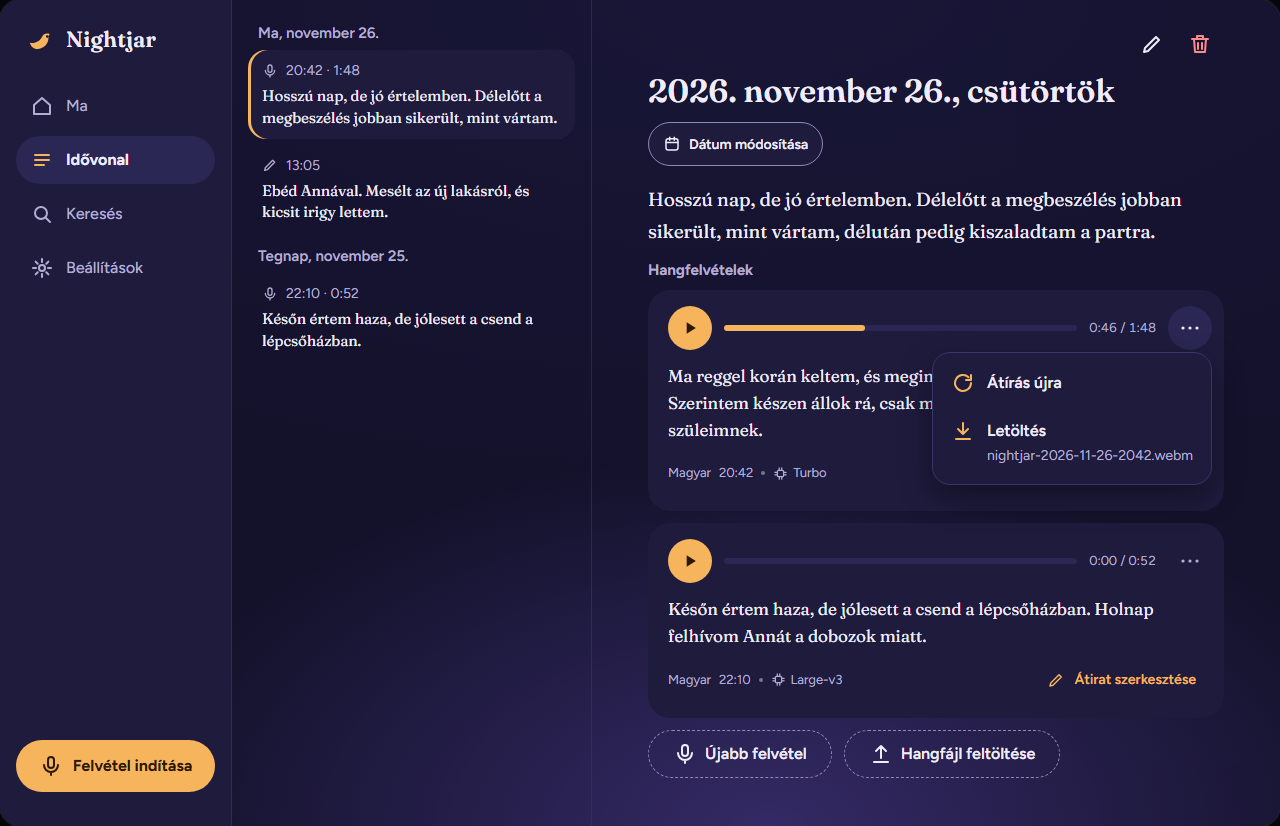 Nightjar
Ma
Idővonal
Keresés
Beállítások
Felvétel indítása
Ma, november 26.
20:42 · 1:48
Hosszú nap, de jó értelemben. Délelőtt a
megbeszélés jobban sikerült, mint vártam.
13:05
Ebéd Annával. Mesélt az új lakásról, és
kicsit irigy lettem.
Tegnap, november 25.
22:10 · 0:52
Későn értem haza, de jólesett a csend a
lépcsőházban.
2026. november 26., csütörtök
Dátum módosítása
Hosszú nap, de jó értelemben. Délelőtt a megbeszélés jobban
sikerült, mint vártam, délután pedig kiszaladtam a partra.
Hangfelvételek
0:46 / 1:48
Ma reggel korán keltem, és megin
Szerintem készen állok rá, csak m
szüleimnek.
Magyar 20:42 • Turbo
Átírás újra
Letöltés
nightjar-2026-11-26-2042.webm
0:00 / 0:52
Későn értem haza, de jólesett a csend a lépcsőházban. Holnap
felhívom Annát a dobozok miatt.
Magyar 22:10 • Large-v3
Átirat szerkesztése
Újabb felvétel
Hangfájl feltöltése